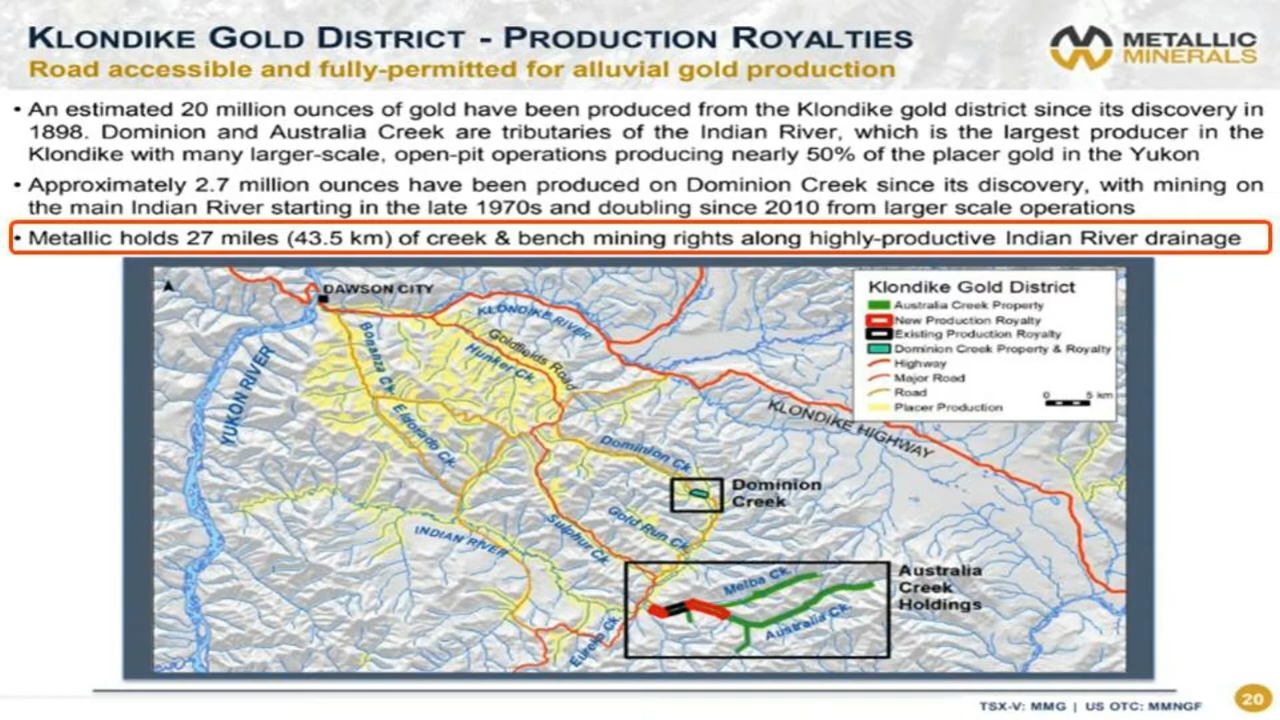 KLONDIKE GOLD DISTRICT - PRODUCTION ROYALTIES
Road accessible and fully-permitted for alluvial gold production
METALLIC
MINERALS
• An estimated 20 million ounces of gold have been produced from the Klondike gold district since its discovery in
1898. Dominion and Australia Creek are tributaries of the Indian River, which is the largest producer in the
Klondike with many larger-scale, open-pit operations producing nearly 50% of the placer gold in the Yukon
• Approximately 2.7 million ounces have been produced on Dominion Creek since its discovery, with mining on
the main Indian River starting in the late 1970s and doubling since 2010 from larger scale operations
• Metallic holds 27 miles (43.5 km) of creek & bench mining rights along highly-productive Indian River drainage
DAWSON CITY
KLONDIKE RIVER
Goldfields Road
Hunker Ck.
Bonanza Ck.
YUKON RIVER
Eldorado Ck.
KLONDIKE HIGHWAY
Klondike Gold District
Australia Creek Property
New Production Royalty
Existing Production Royalty
Dominion Creek Property & Royalty
Highway
Major Road
Road
Placer Production
0 5 km
Dominion Ck.
Dominion
Creek
Gold Run Ck.
Sulphur Ck.
INDIAN RIVER
Eureka Ck.
Melba Ck.
Australia Ck.
Australia
Creek
Holdings
TSX-V: MMG | US OTC: MMNGF
20